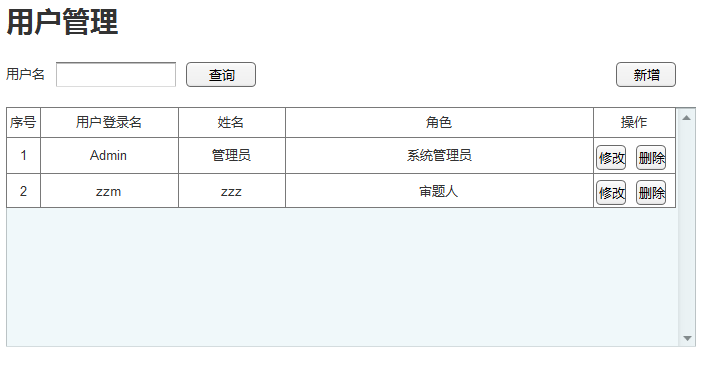 用户管理
用户名 查询 新增
序号 用户登录名 姓名 角色 操作
1 Admin 管理员 系统管理员 修改 删除
2 zzm zzz 审题人 修改 删除